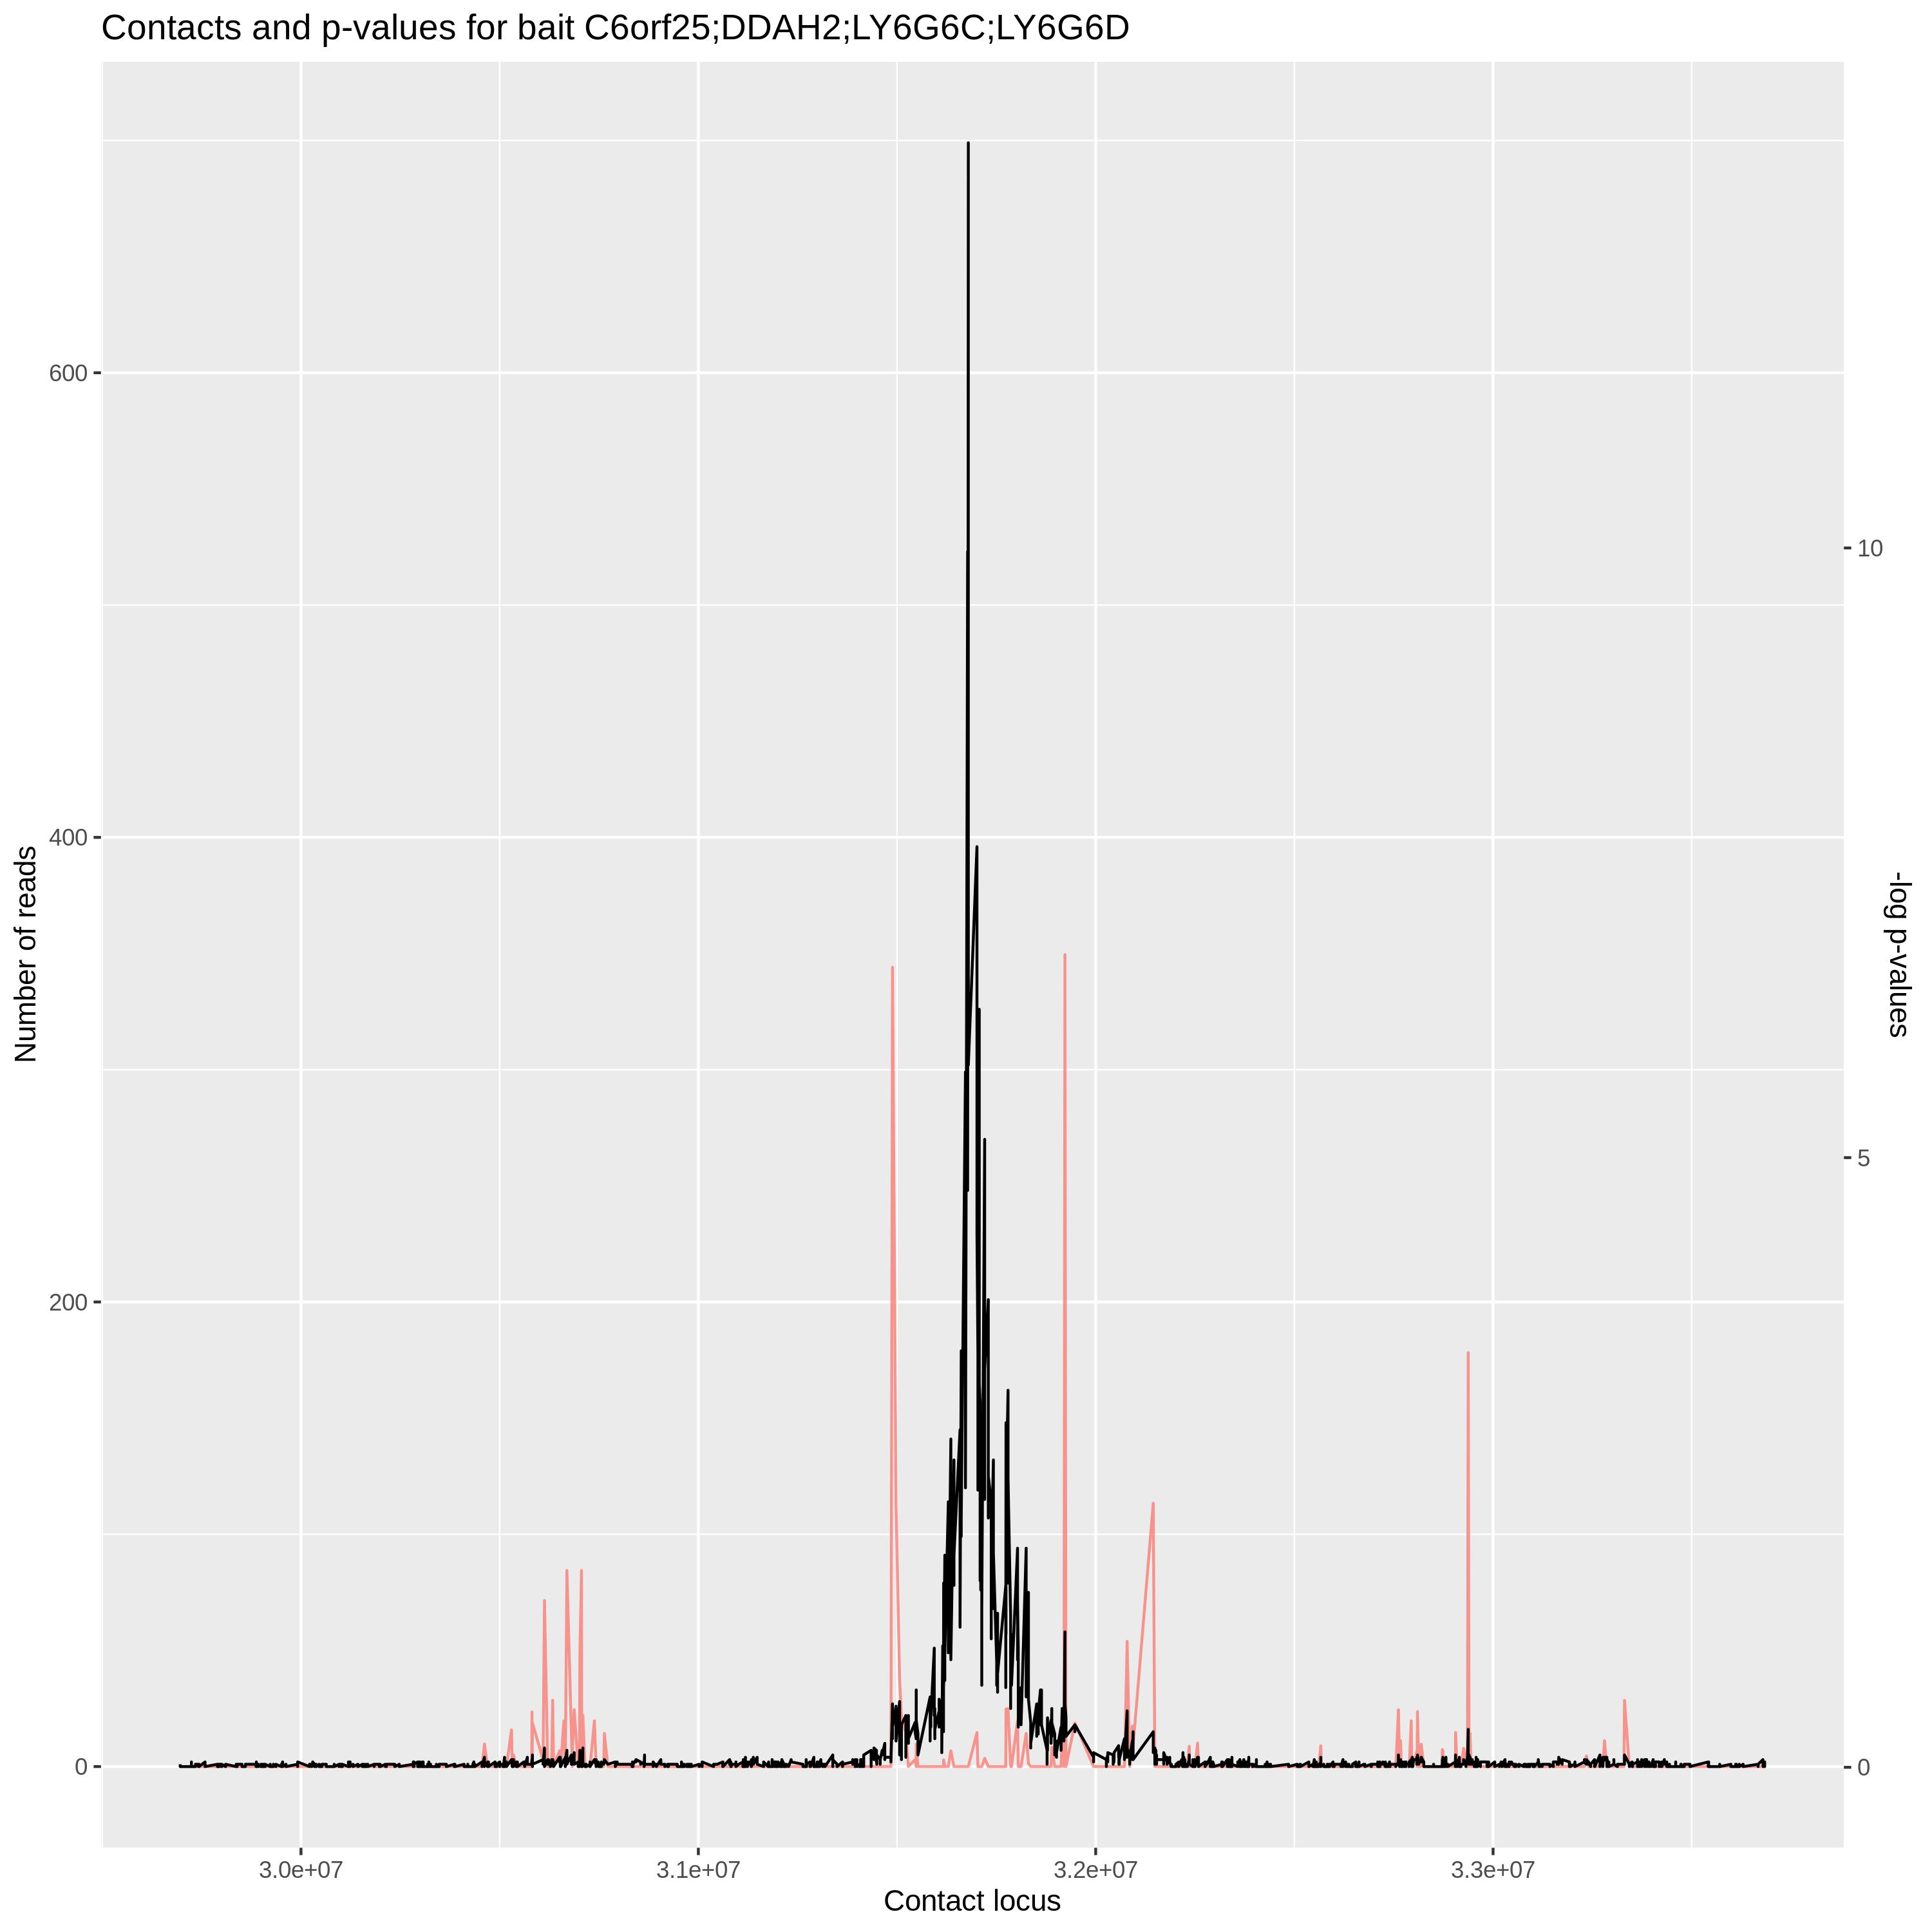 Contacts and p-values for bait C6orf25;DDAH2;LY6G6C;LY6G6D
Number of reads
600
400
200
0
10
5
0
-log p-values
3.0e+07 3.1e+07 3.2e+07 3.3e+07
Contact locus